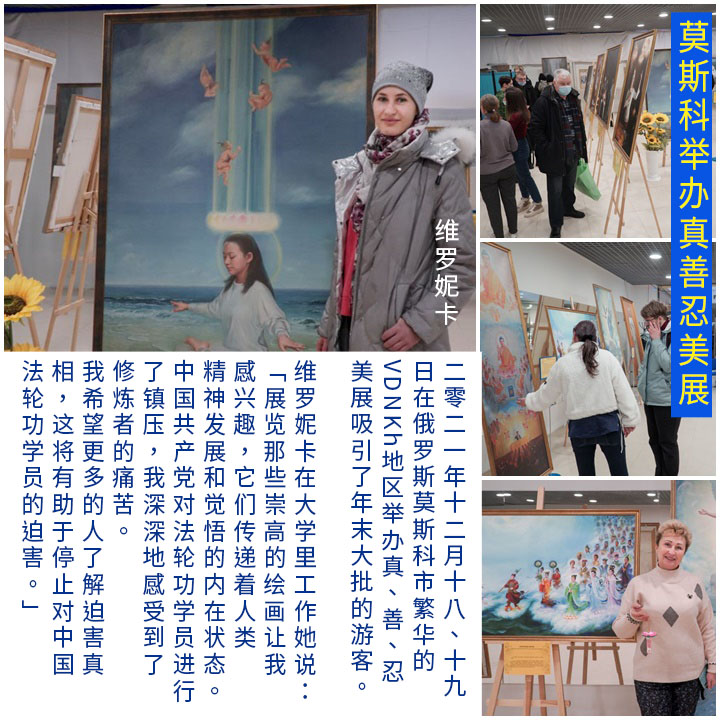 莫斯科举办真善忍美展
维罗妮卡
二零二一年十二月十八、十九
日在俄罗斯莫斯科市繁华的
VDNKh地区举办真、善、忍
美展吸引了年末大批的游客。
维罗妮卡在大学里工作她说：
「展览那些崇高的绘画让我
感兴趣，它们传递着人类
精神发展和觉悟的内在状态。
中国共产党对法轮功学员进行
了镇压，我深深地感受到了
修炼者的痛苦。
我希望更多的人了解迫害真
相，这将有助于停止对中国
法轮功学员的迫害。」